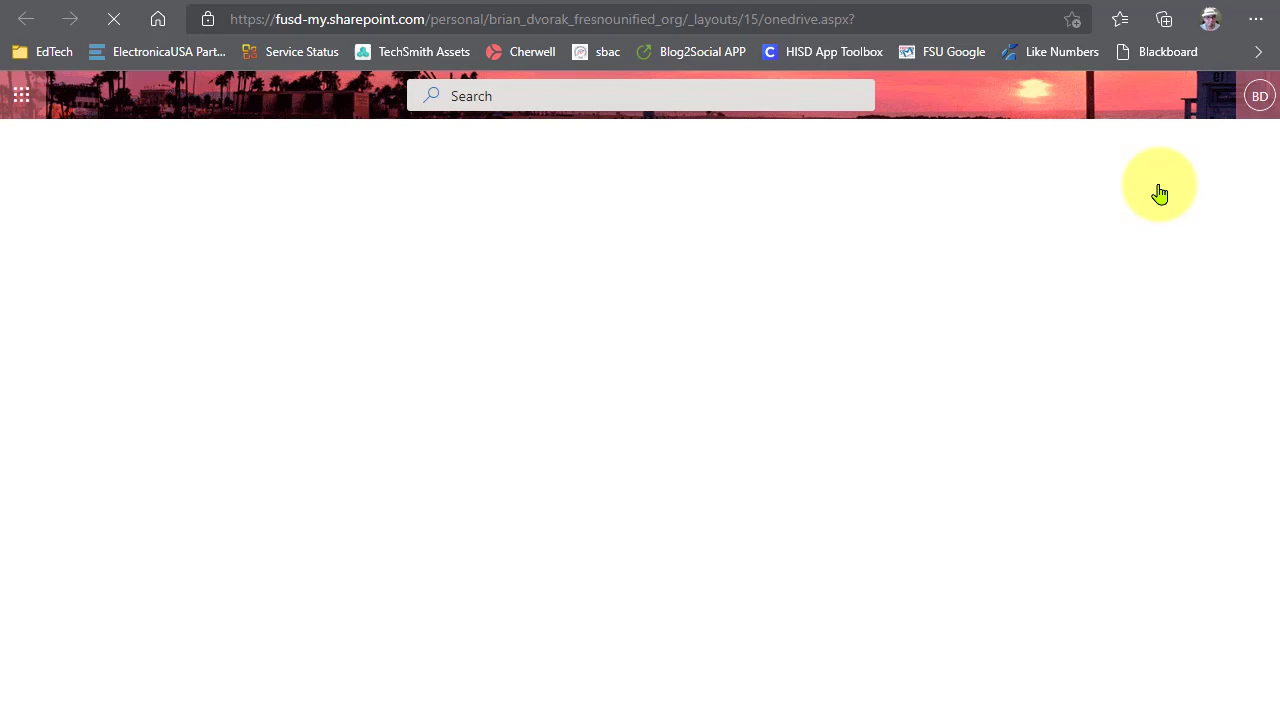 https://fusd-my.sharepoint.com/personal/brian_dvorak_fresnounified_org/_layouts/15/onedrive.aspx?
EdTech ElectronicaUSA Part... Service Status TechSmith Assets Cherwell sbac Blog2Social APP C HISD App Toolbox FSU Google Like Numbers Blackboard
Search BD